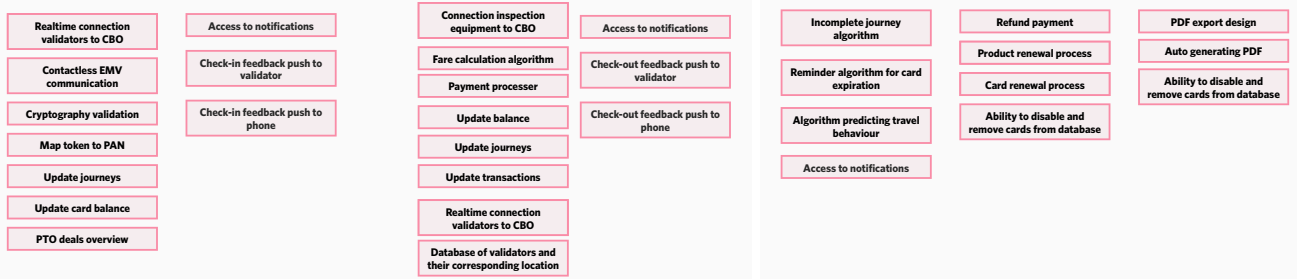 Realtime connection
validators to CBO
Contactless EMV
communication
Cryptography validation
Map token to PAN
Update journeys
Update card balance
PTO deals overview
Access to notifications
Check-in feedback push to
validator
Check-in feedback push to
phone
Connection inspection
equipment to CBO
Fare calculation algorithm
Payment processer
Update balance
Update journeys
Update transactions
Realtime connection
validators to CBO
Database of validators and
their corresponding location
Access to notifications
Check-out feedback push to
validator
Check-out feedback push to
phone
Incomplete journey
algorithm
Reminder algorithm for card
expiration
Algorithm predicting travel
behaviour
Access to notifications
Refund payment
Product renewal process
Card renewal process
Ability to disable and
remove cards from database
PDF export design
Auto generating PDF
Ability to disable and
remove cards from database